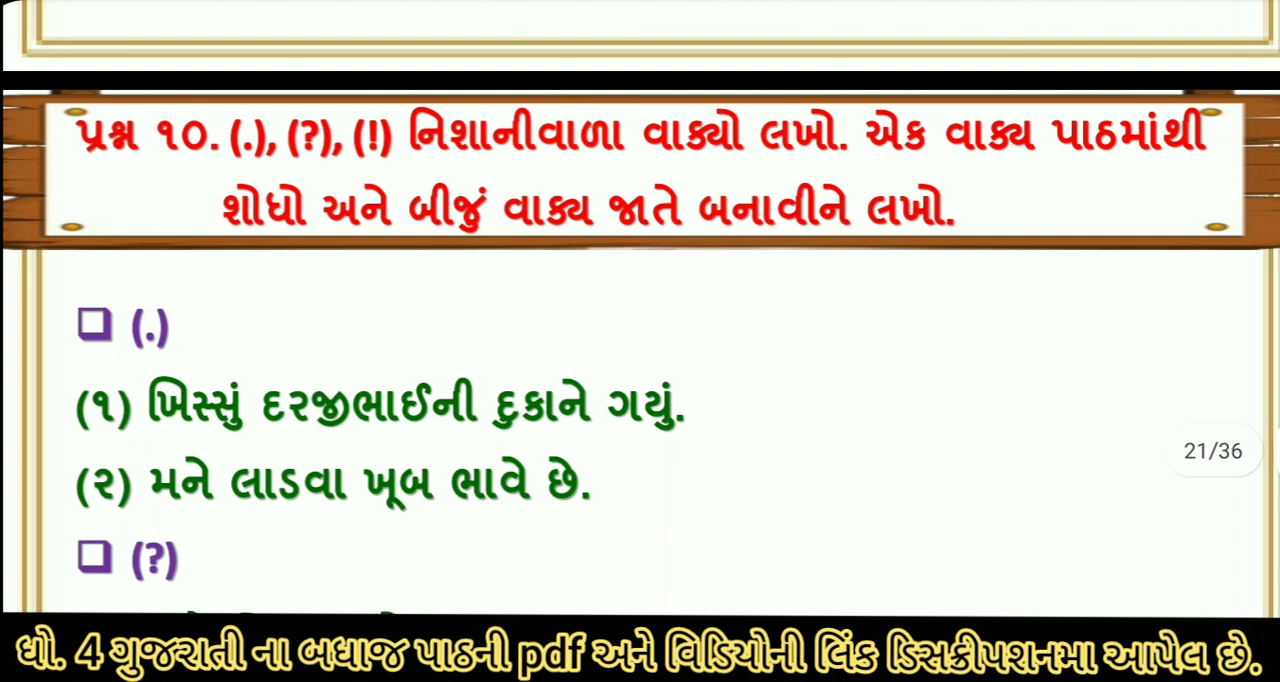 પ્રશ્ન ૧૦. (.), (?), (!) નિશાનીવાળા વાક્યો લખો. એક વાક્ય પાઠમાંથી
શોધો અને બીજું વાક્ય જાતે બનાવીને લખો.
(.)
(૧) ખિસ્સું દરજીભાઈની દુકાને ગયું.
(૨) મને લાડવા ખૂબ ભાવે છે.
21/36
(?)
ધો. 4 ગુજરાતી ના બધાજ પાઠની pdf અને વિડિયોની લિંક ડિસક્રીપશનમા આપેલ છે.